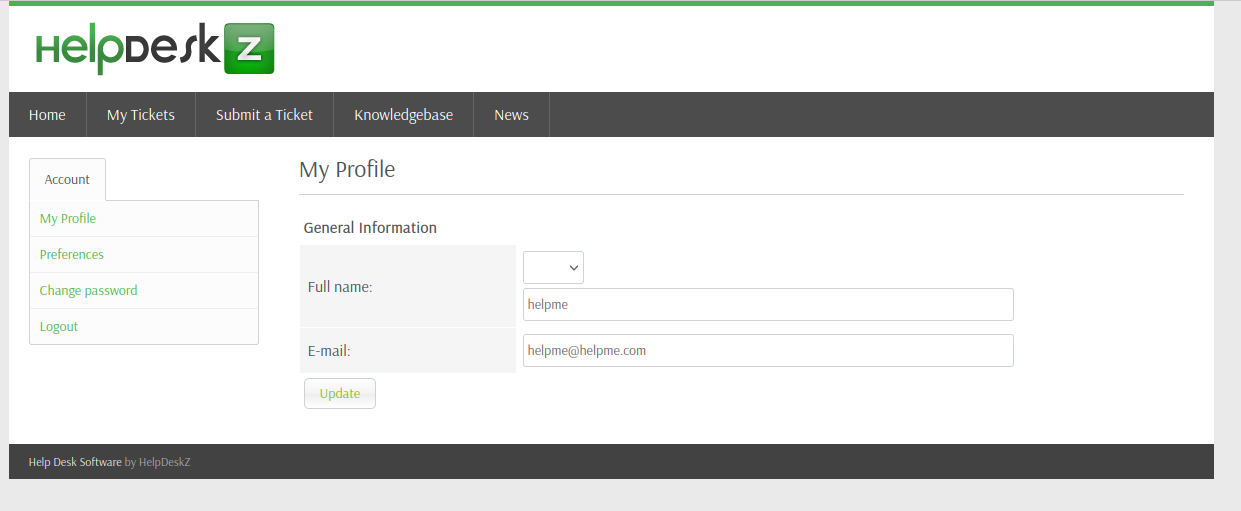 HelpDesk Z
Home My Tickets Submit a Ticket Knowledgebase News
Account
My Profile
Preferences
Change password
Logout
My Profile
General Information
Full name:
helpme
E-mail: helpme@helpme.com
Update
Help Desk Software by HelpDeskZ